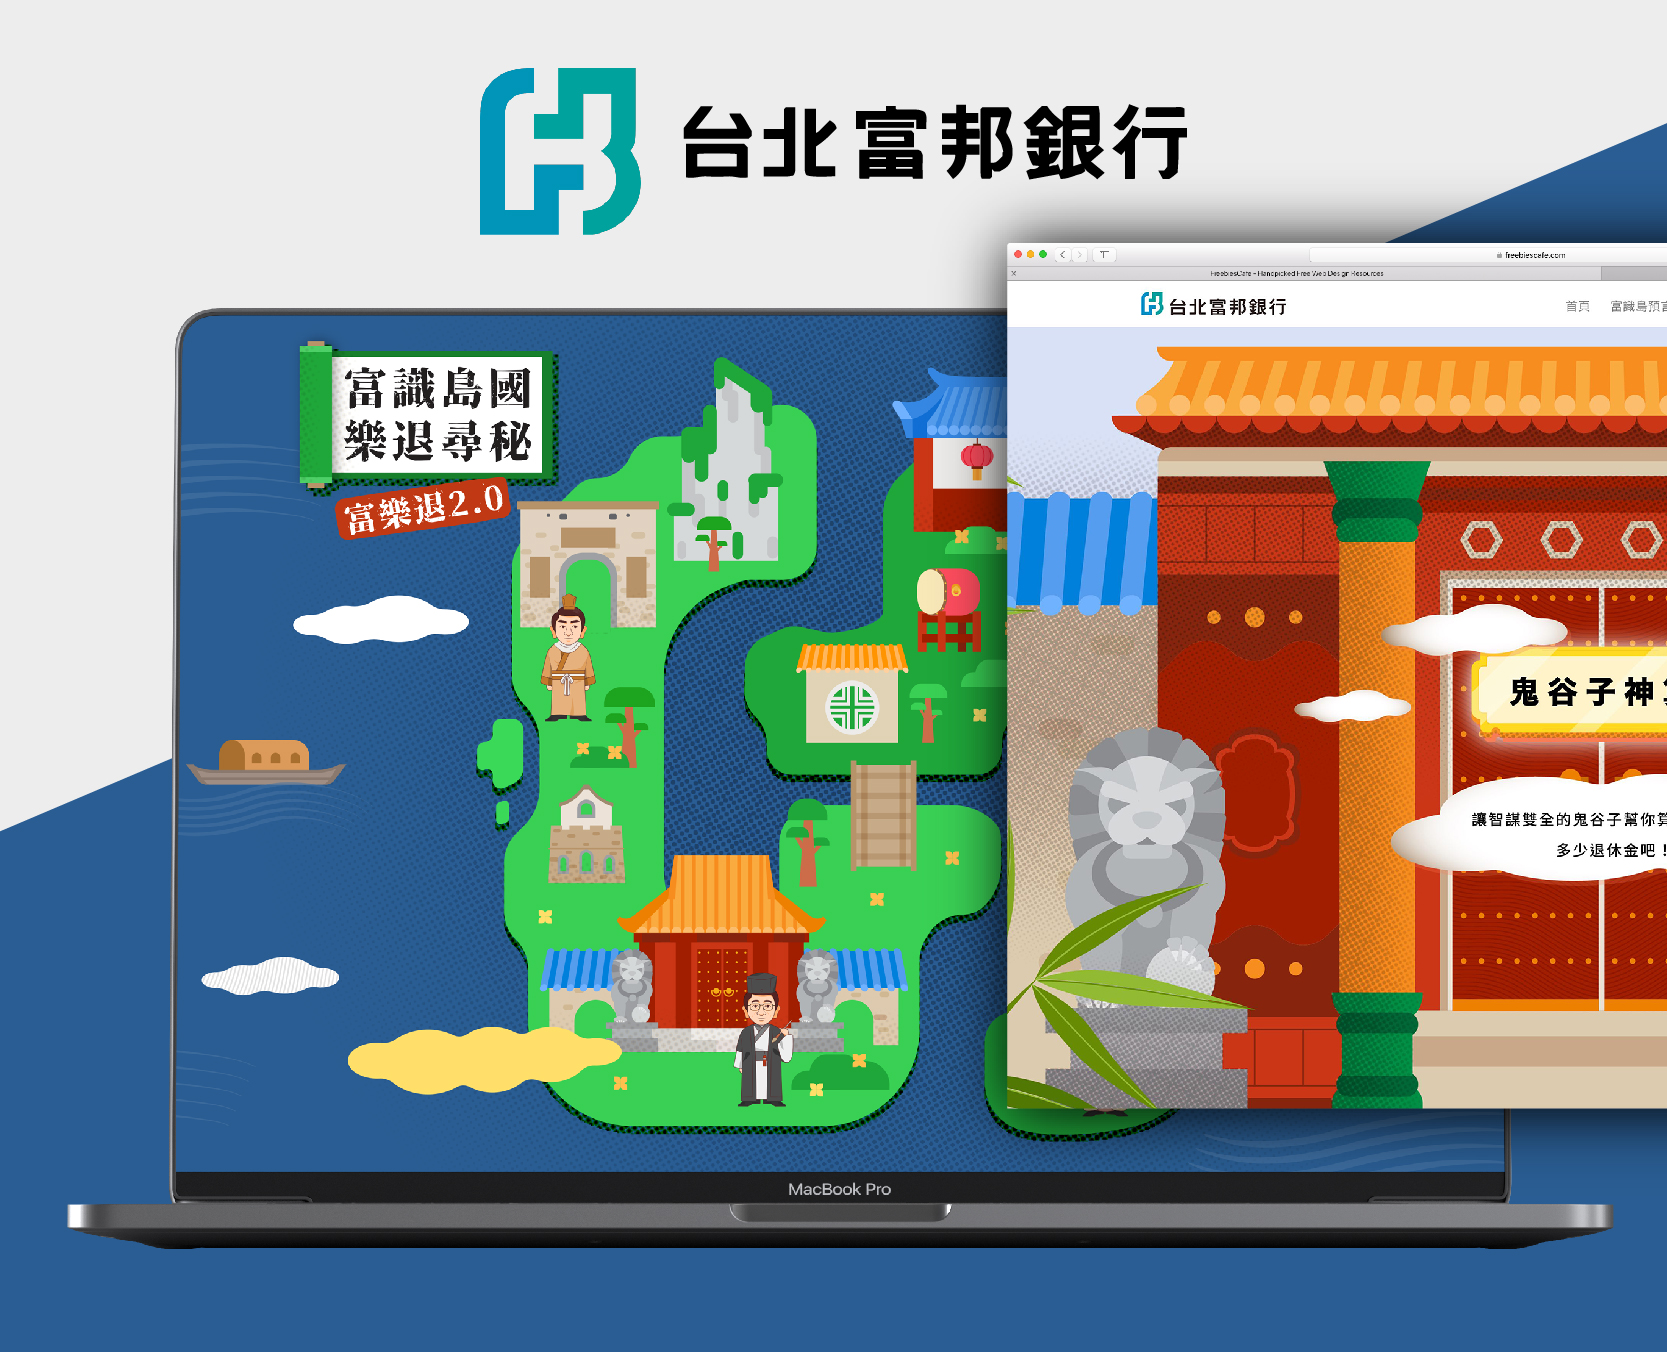 台北富邦銀行
freebiescafe.com
FreebiesCafe - Handpicked Free Web Design Resources
台北富邦銀行
首頁 富識島預言
富識島國
樂退尋秘
富樂退2.0
鬼谷子神
讓智謀雙全的鬼谷子幫你算
多少退休金吧！
MacBook Pro